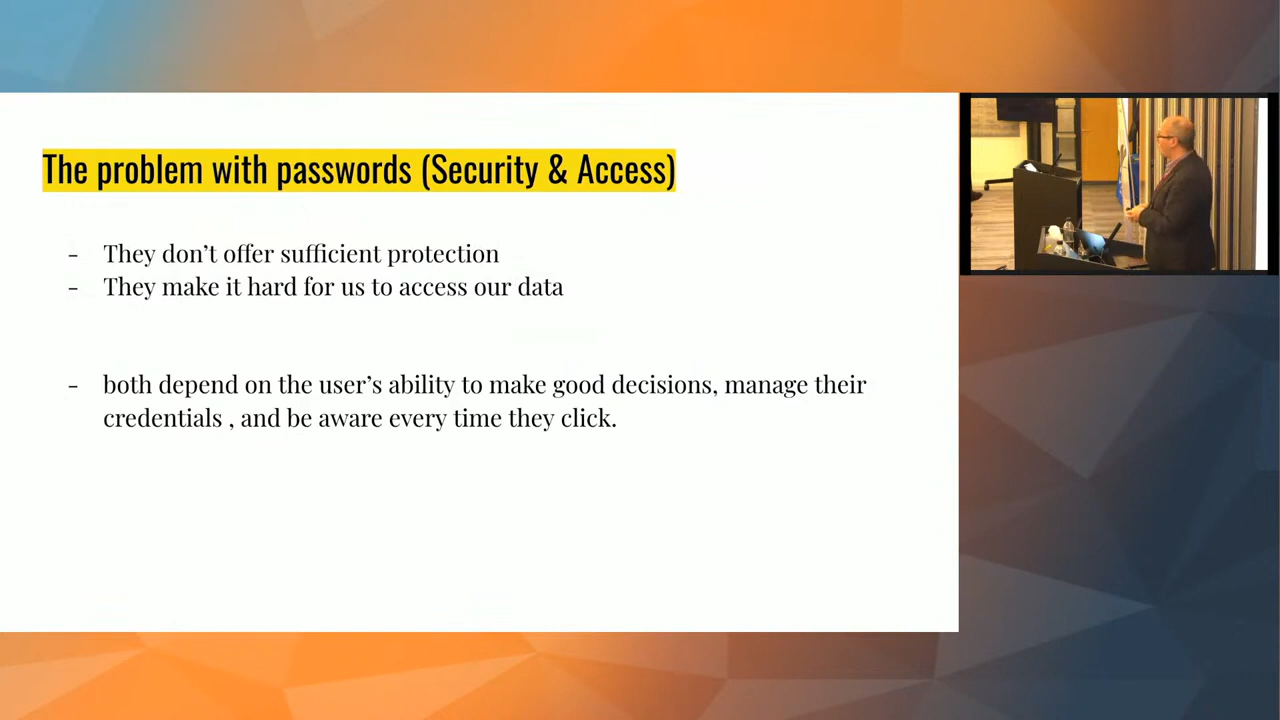 The problem with passwords (Security & Access)
- They don’t offer sufficient protection
- They make it hard for us to access our data
- both depend on the user’s ability to make good decisions, manage their
credentials , and be aware every time they click.